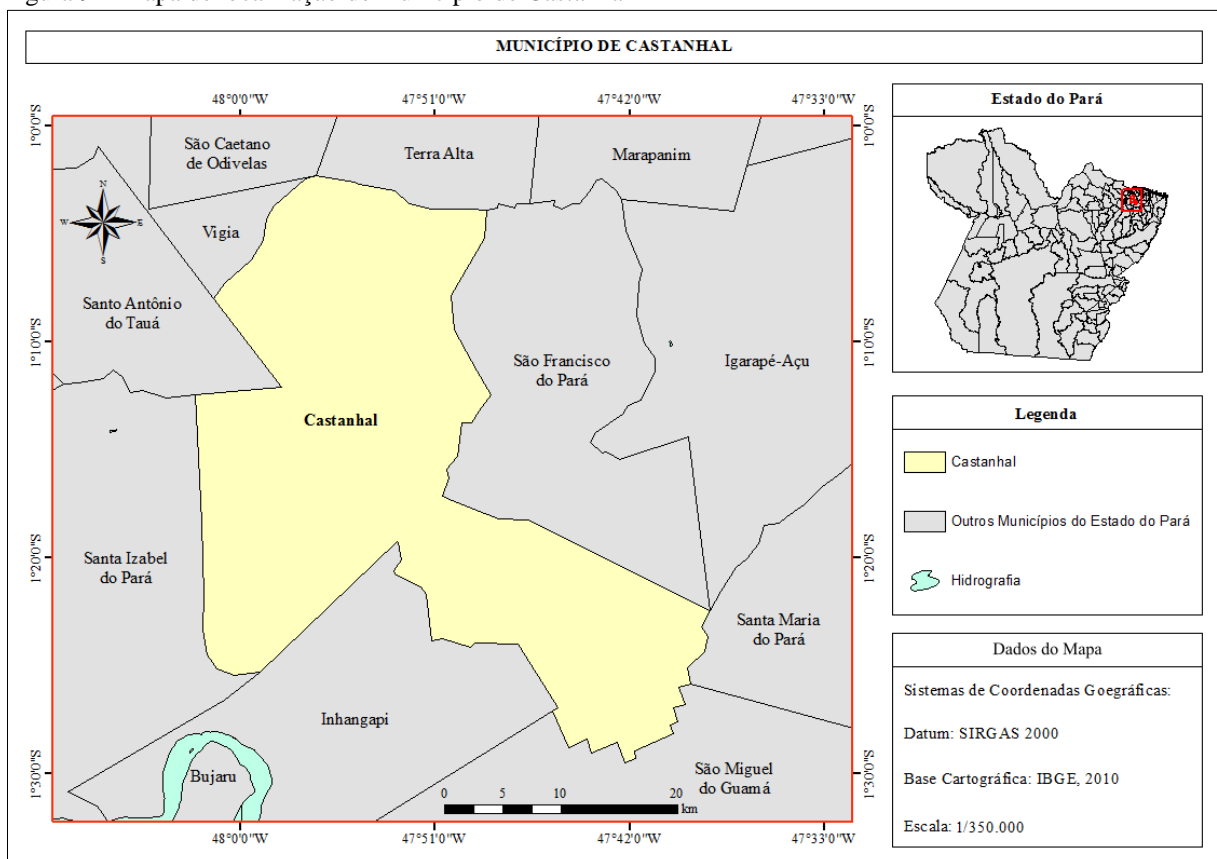 MUNICÍPIO DE CASTANHAL
48°0'0"W 47°51'0"W 47°42'0"W 47°33'0"W
1°0'0"S
1°0'0"S
São Caetano
de Odivelas
Terra Alta
Marapanim
N
W E
S
Vigia
Santo Antônio
do Tauá
1°10'0"S
1°10'0"S
São Francisco
do Pará
Igarapé-Açu
Castanhal
Santa Izabel
do Pará
1°20'0"S
1°20'0"S
Santa Maria
do Pará
Inhangapi
Bujaru
São Miguel
do Guamá
1°30'0"S
1°30'0"S
0 5 10 20
km
48°0'0"W 47°51'0"W 47°42'0"W 47°33'0"W
Estado do Pará
Legenda
Castanhal
Outros Municípios do Estado do Pará
Hidrografia
Dados do Mapa
Sistemas de Coordenadas Goegráficas:
Datum: SIRGAS 2000
Base Cartográfica: IBGE, 2010
Escala: 1/350.000